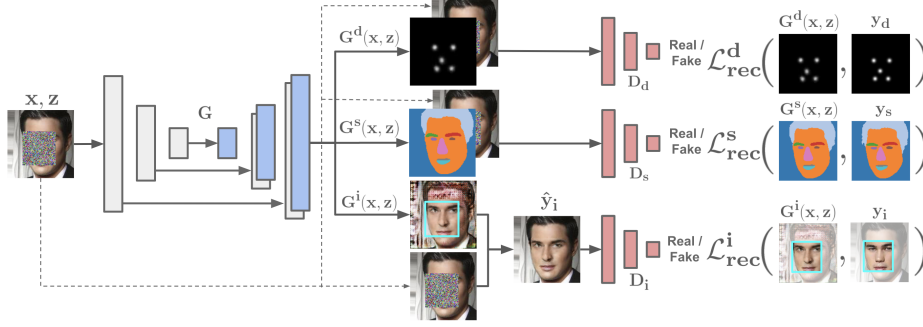 x, z
G
G^d(x, z)
G^s(x, z)
G^i(x, z)
ŷ_i
D_d
D_s
D_i
Real / Fake
Real / Fake
Real / Fake
L^d_rec( G^d(x, z) , y_d )
L^s_rec( G^s(x, z) , y_s )
L^i_rec( G^i(x, z) , y_i )